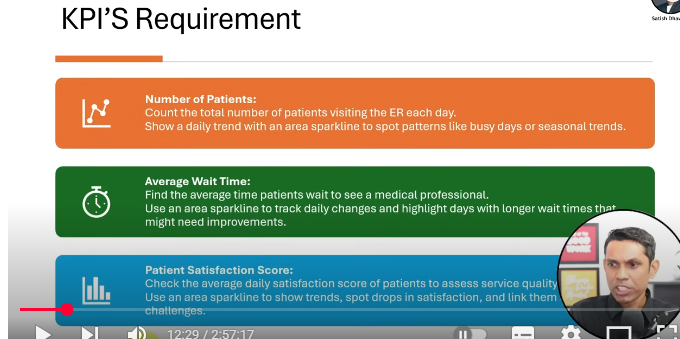 KPI'S Requirement
Satish Dhaw
Number of Patients:
Count the total number of patients visiting the ER each day.
Show a daily trend with an area sparkline to spot patterns like busy days or seasonal trends.
Average Wait Time:
Find the average time patients wait to see a medical professional.
Use an area sparkline to track daily changes and highlight days with longer wait times that
might need improvements.
Patient Satisfaction Score:
Check the average daily satisfaction score of patients to assess service quality
Use an area sparkline to show trends, spot drops in satisfaction, and link them
challenges.
12:29 / 2:57:17